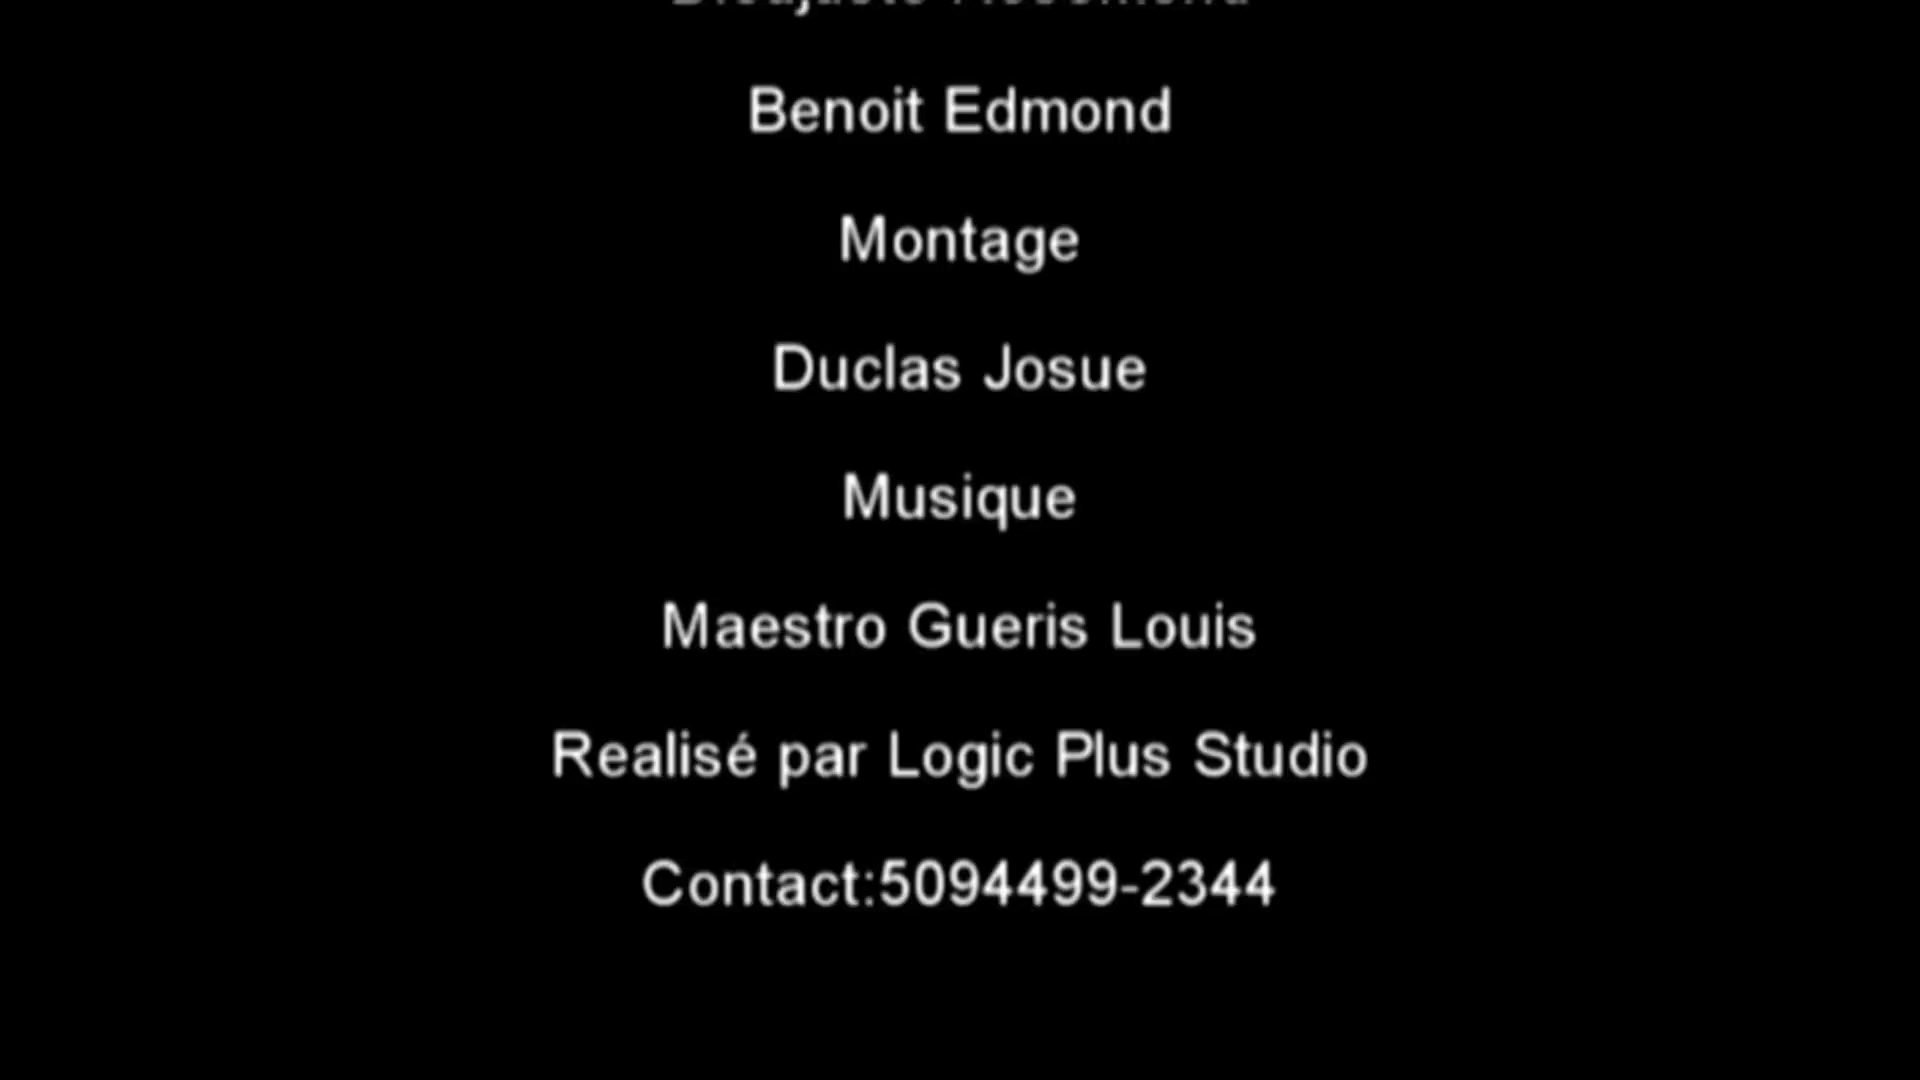 Benoit Edmond
Montage
Duclas Josue
Musique
Maestro Gueris Louis
Realisé par Logic Plus Studio
Contact:5094499-2344